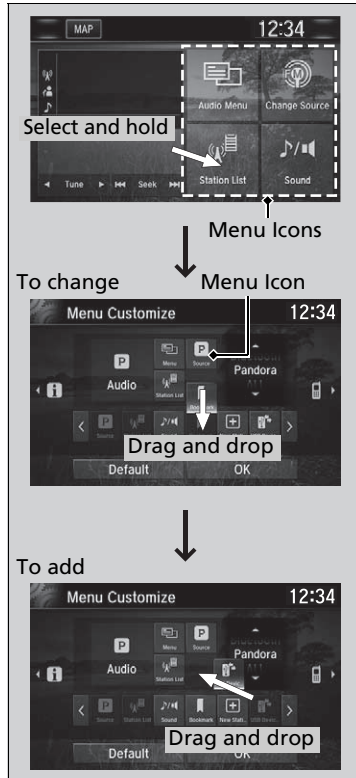 MAP
12:34
Audio Menu
Change Source
Select and hold
Tune
Seek
Station List
Sound
Menu Icons
To change
Menu Icon
Menu Customize
12:34
P
Audio
Menu
P
Source
Station List
Pandora
Bookmark
Drag and drop
Default
OK
To add
Menu Customize
12:34
P
Audio
Menu
P
Source
Station List
Pandora
Source
Station List
Sound
Bookmark
New Stati...
Drag and drop
Default